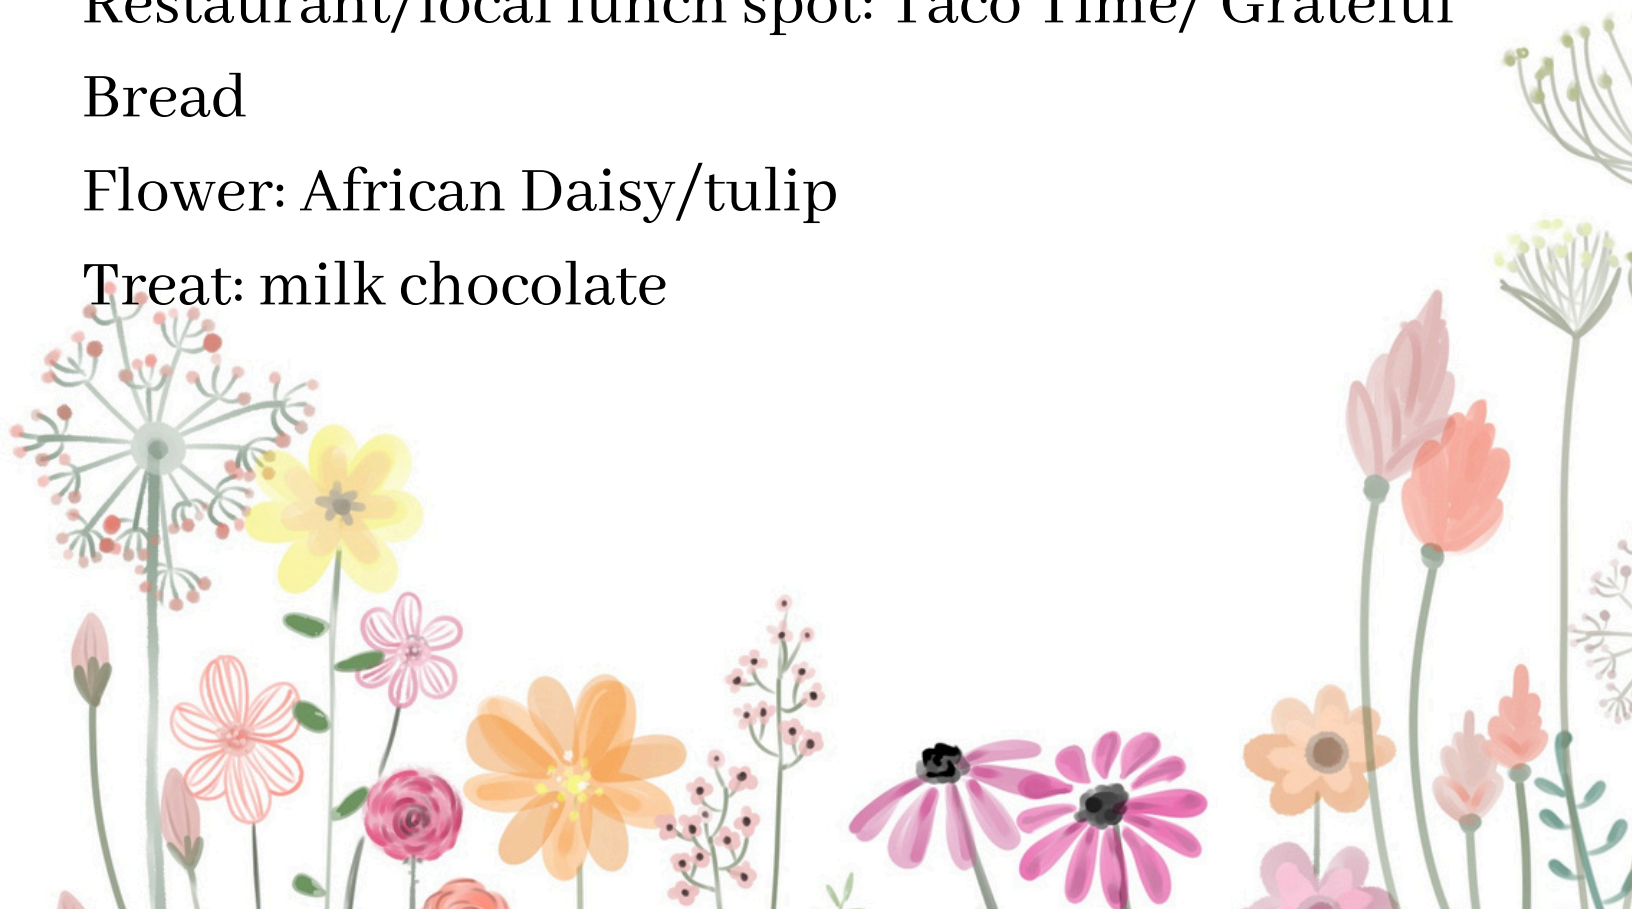 Restaurant/local lunch spot: Taco Time/ Grateful
Bread
Flower: African Daisy/tulip
Treat: milk chocolate